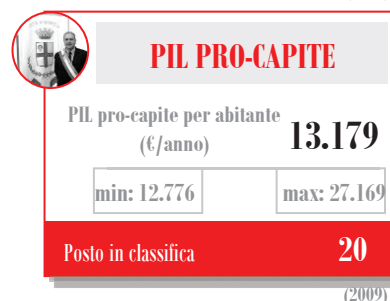 PIL PRO-CAPITE
PIL pro-capite per abitante
(€/anno)
13.179
min: 12.776
max: 27.169
Posto in classifica
20
(2009)